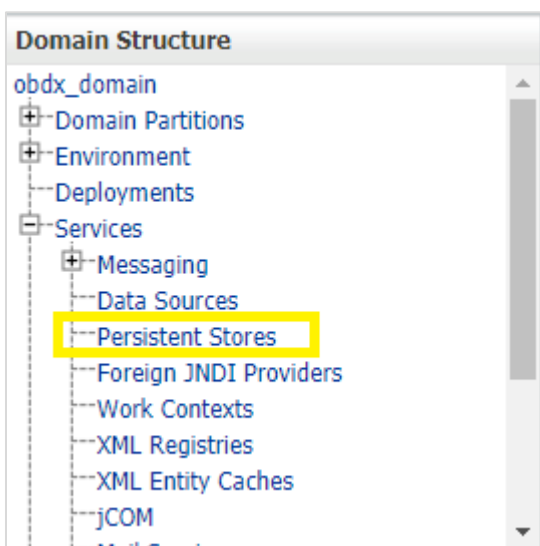 Domain Structure
obdx_domain
Domain Partitions
Environment
Deployments
Services
Messaging
Data Sources
Persistent Stores
Foreign JNDI Providers
Work Contexts
XML Registries
XML Entity Caches
jCOM